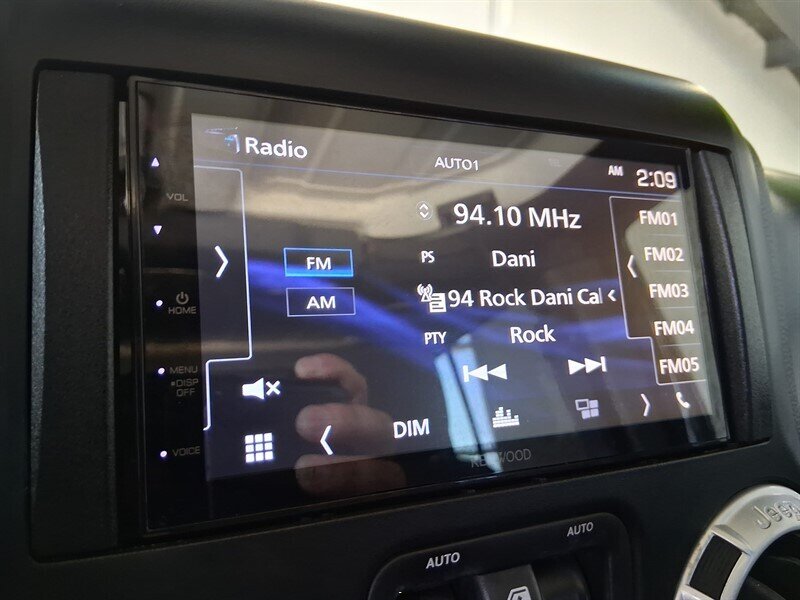 Radio
AUTO1
AM 2:09
VOL
94.10 MHz
FM01
FM
PS Dani
FM02
AM
94 Rock Dani Cal
FM03
HOME
PTY Rock
FM04
FM05
MENU
DISP
OFF
DIM
VOICE
KENWOOD
AUTO
AUTO
Jeep